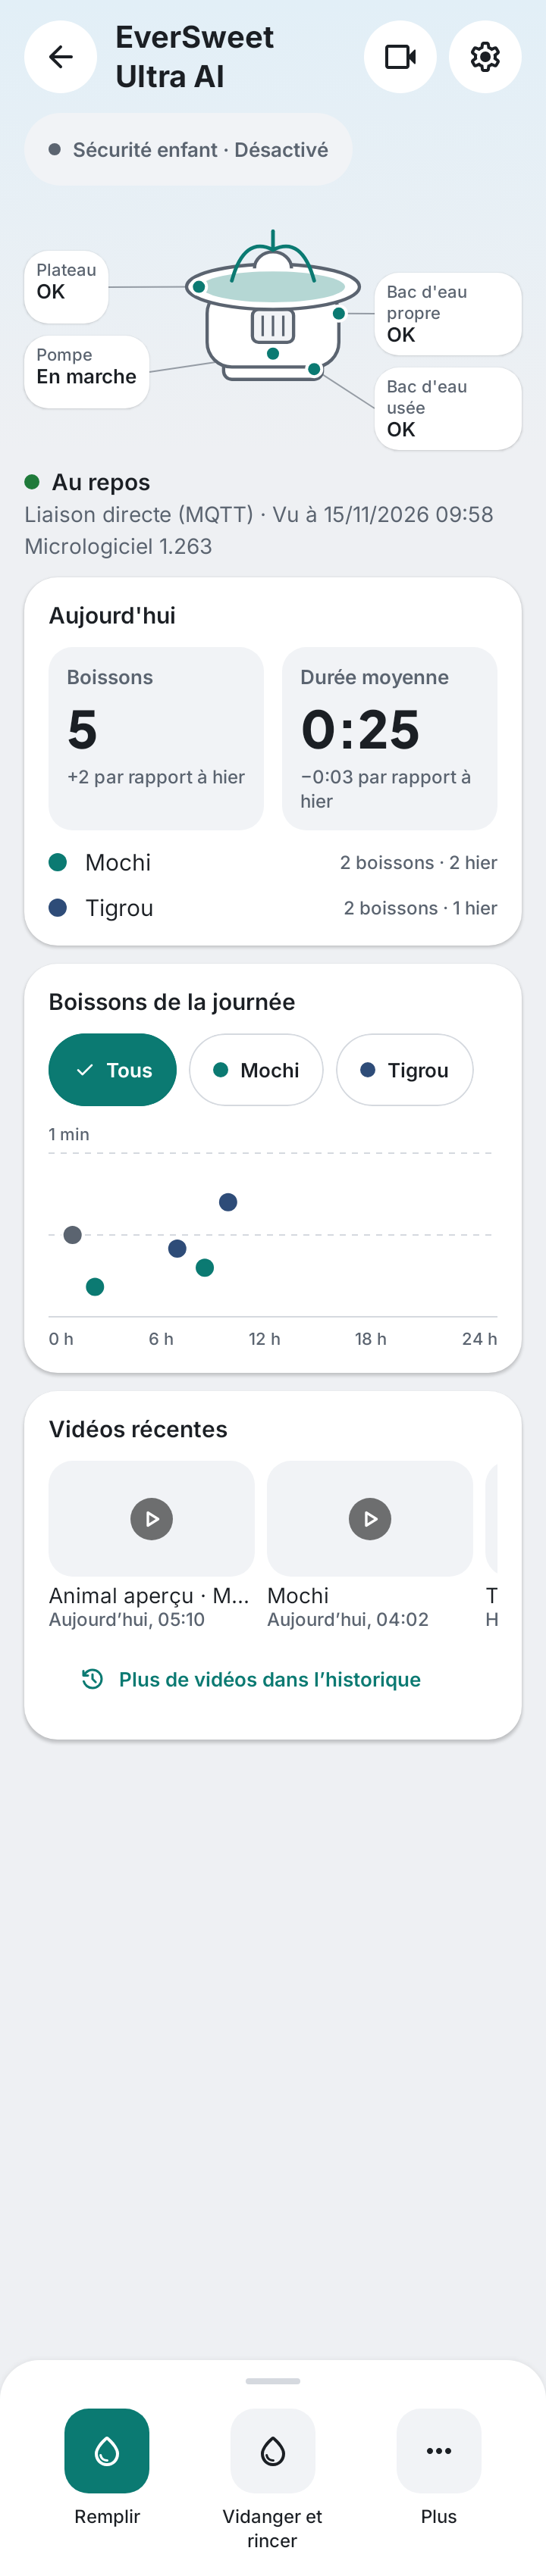 EverSweet
Ultra AI
Sécurité enfant · Désactivé
Plateau
OK
Bac d'eau
propre
OK
Pompe
En marche
Bac d'eau
usée
OK
Au repos
Liaison directe (MQTT) · Vu à 15/11/2026 09:58
Micrologiciel 1.263
Aujourd'hui
Boissons
5
+2 par rapport à hier
Durée moyenne
0:25
−0:03 par rapport à
hier
Mochi
2 boissons · 2 hier
Tigrou
2 boissons · 1 hier
Boissons de la journée
Tous
Mochi
Tigrou
1 min
0 h
6 h
12 h
18 h
24 h
Vidéos récentes
Animal aperçu · M...
Aujourd’hui, 05:10
Mochi
Aujourd’hui, 04:02
T
H
Plus de vidéos dans l’historique
Remplir
Vidanger et
rincer
Plus